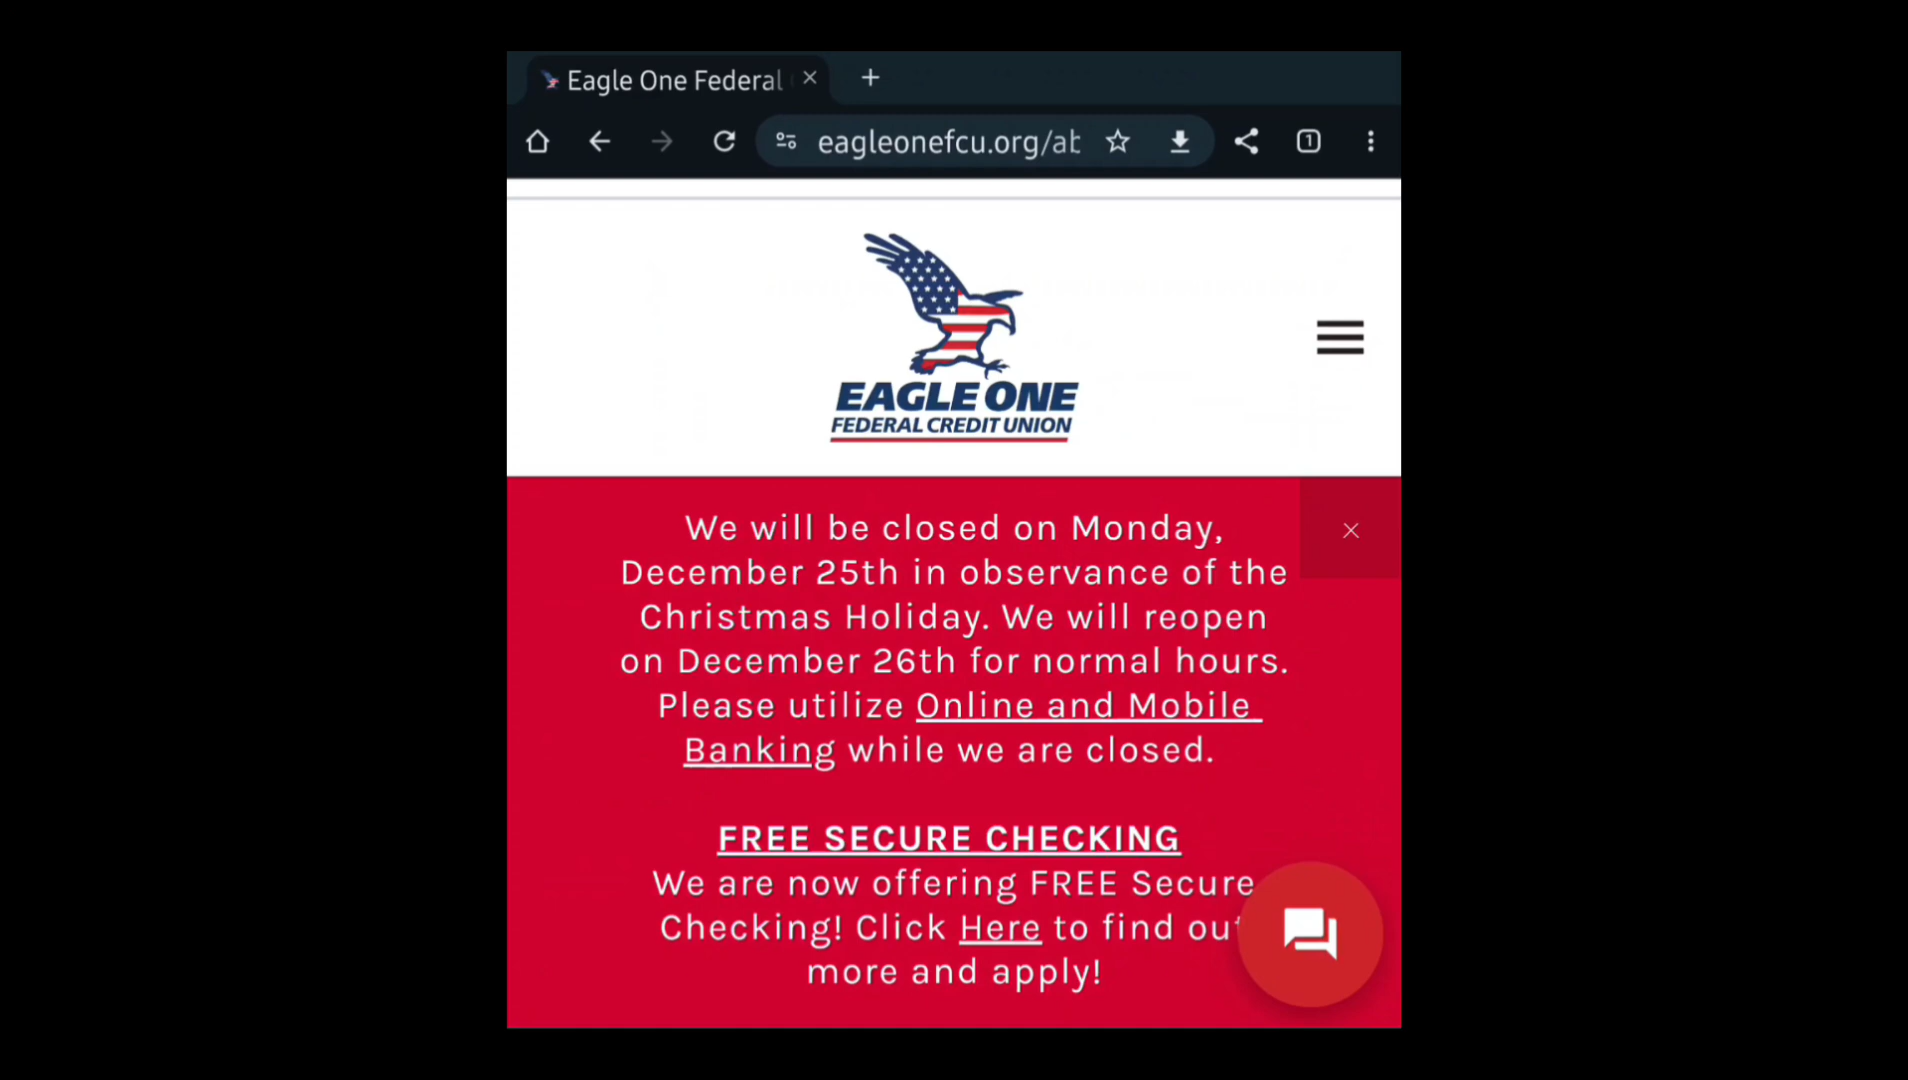 Eagle One Federal
eagleonefcu.org/ab
1
EAGLE ONE
FEDERAL CREDIT UNION
We will be closed on Monday,
December 25th in observance of the
Christmas Holiday. We will reopen
on December 26th for normal hours.
Please utilize Online and Mobile
Banking while we are closed.
FREE SECURE CHECKING
We are now offering FREE Secure
Checking! Click Here to find out
more and apply!